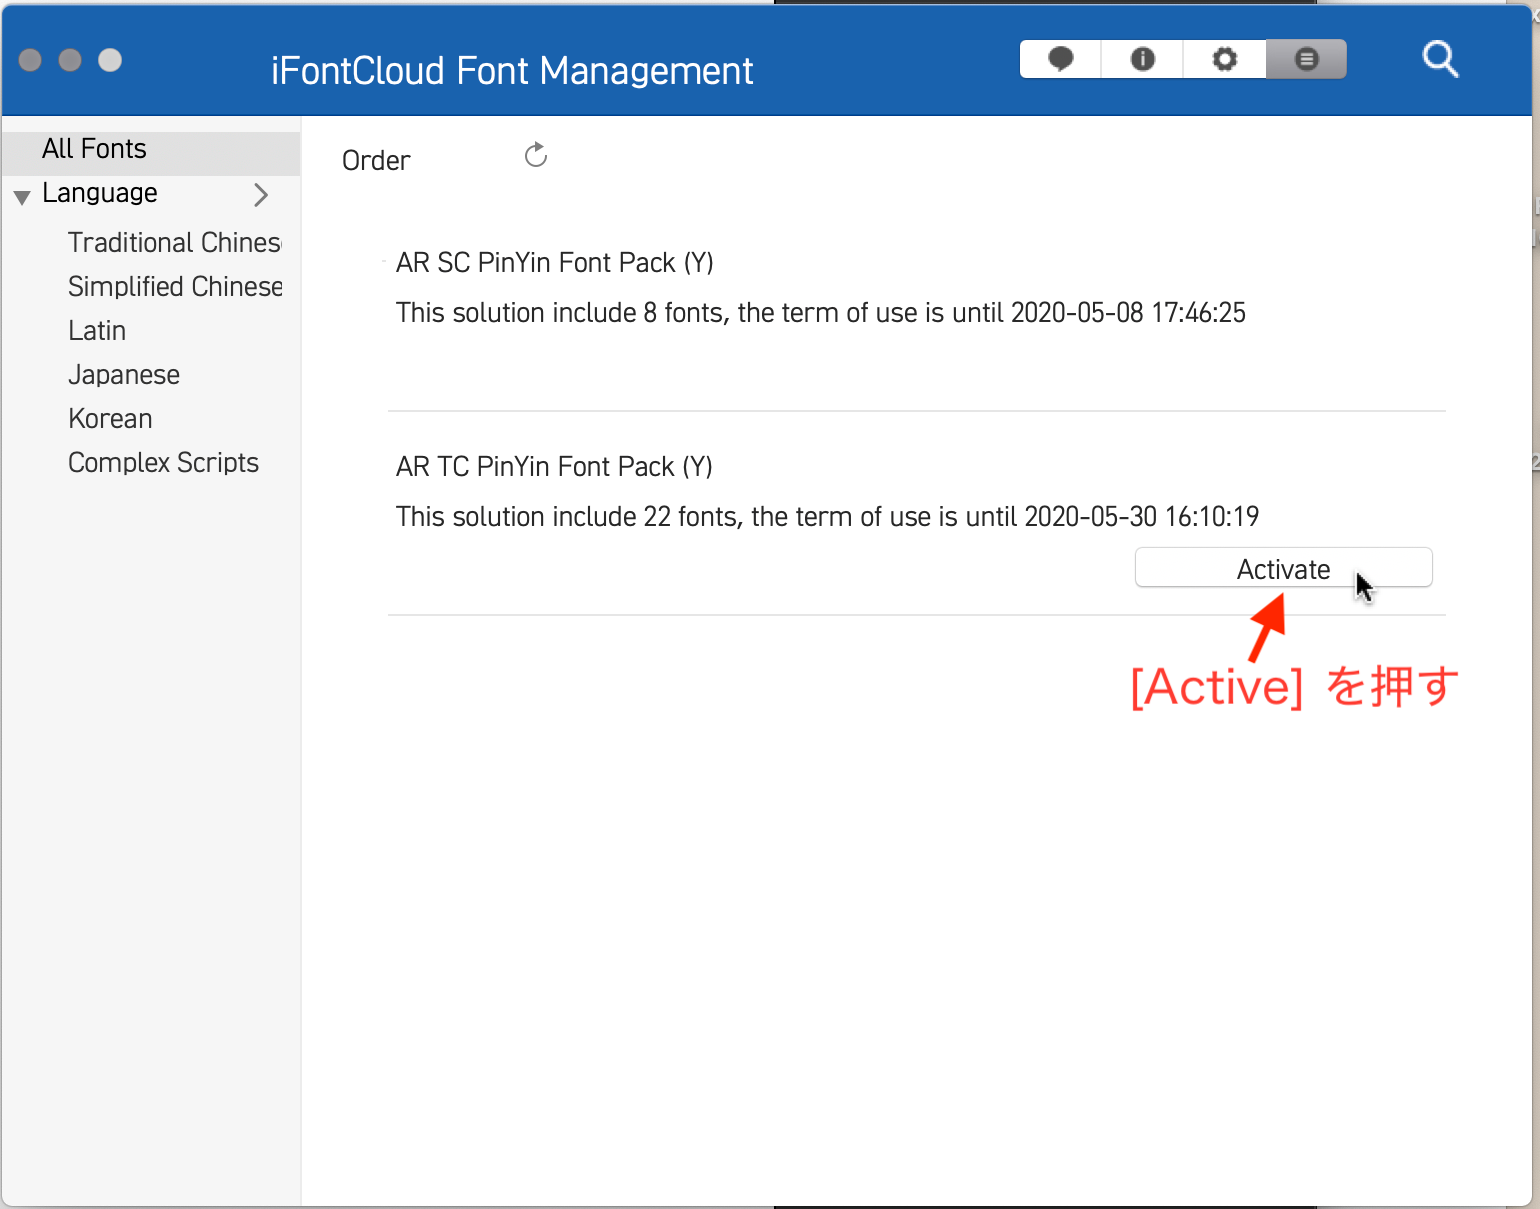 iFontCloud Font Management
All Fonts
Language
Traditional Chines
Simplified Chinese
Latin
Japanese
Korean
Complex Scripts
Order
AR SC PinYin Font Pack (Y)
This solution include 8 fonts, the term of use is until 2020-05-08 17:46:25
AR TC PinYin Font Pack (Y)
This solution include 22 fonts, the term of use is until 2020-05-30 16:10:19
Activate
[Active] を押す